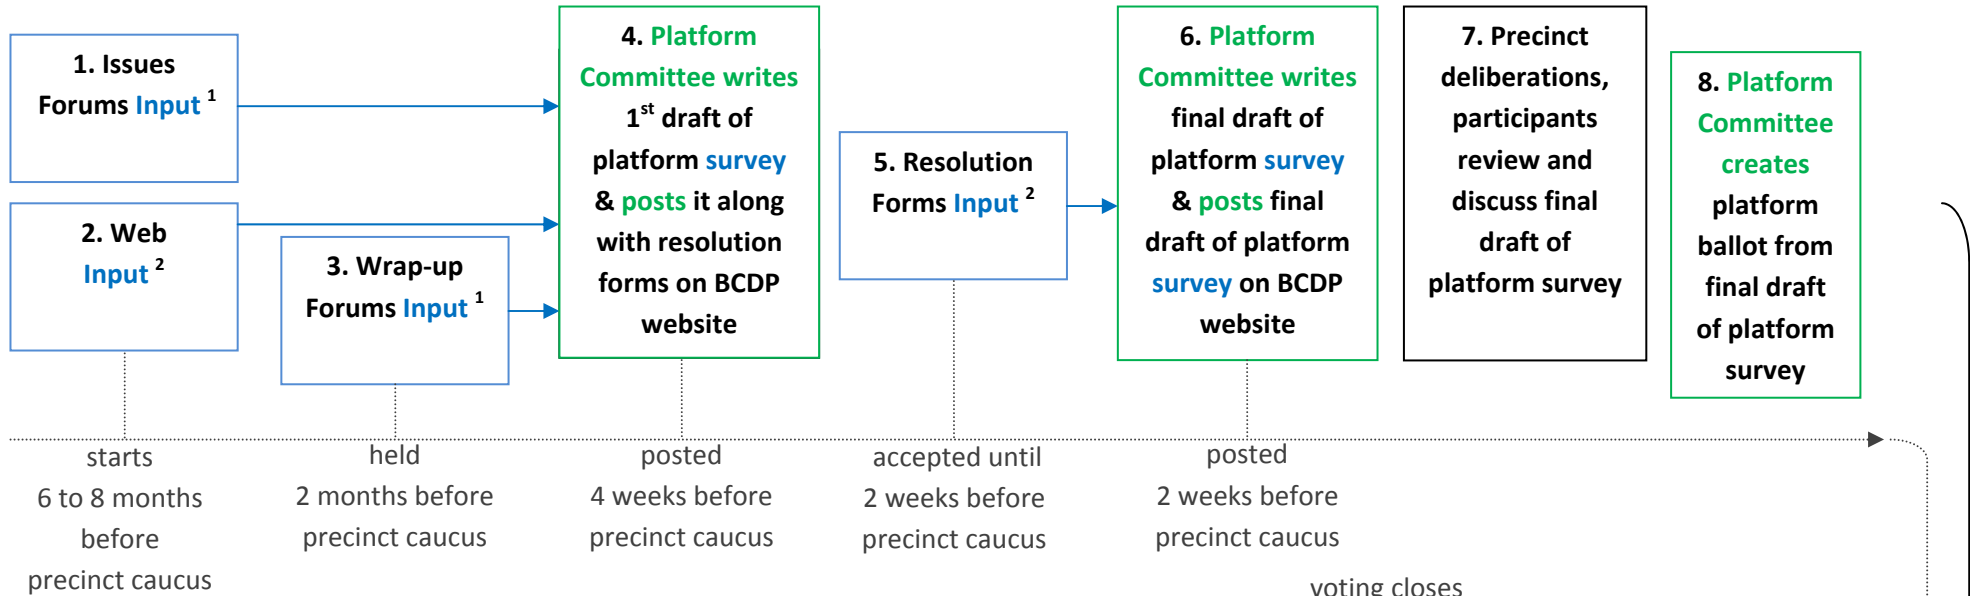 1. Issues
Forums Input 1
2. Web
Input 2
3. Wrap-up
Forums Input 1
4. Platform
Committee writes
1st draft of
platform survey
& posts it along
with resolution
forms on BCDP
website
5. Resolution
Forms Input 2
6. Platform
Committee writes
final draft of
platform survey
& posts final
draft of platform
survey on BCDP
website
7. Precinct
deliberations,
participants
review and
discuss final
draft of
platform survey
8. Platform
Committee
creates
platform
ballot from
final draft
of platform
survey
starts
6 to 8 months
before
precinct caucus
held
2 months before
precinct caucus
posted
4 weeks before
precinct caucus
accepted until
2 weeks before
precinct caucus
posted
2 weeks before
precinct caucus
voting closes